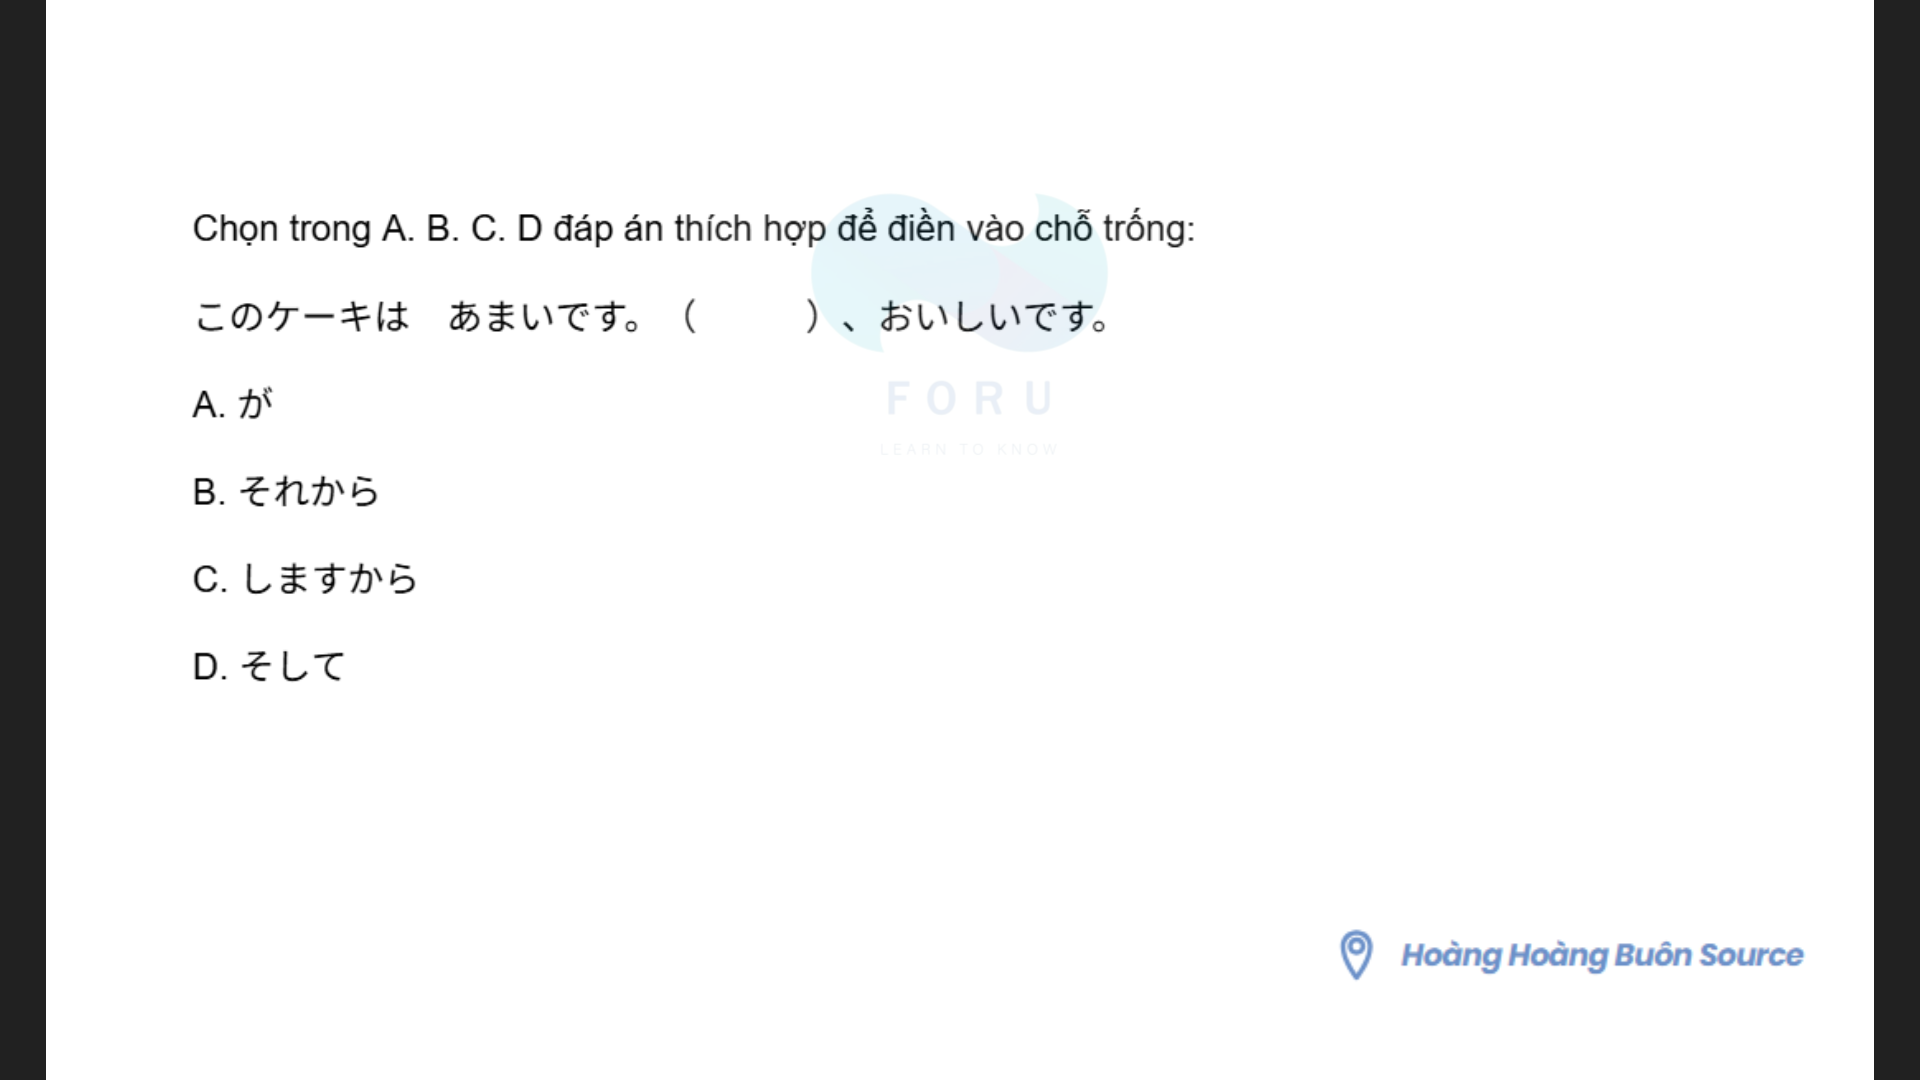 Chọn trong A. B. C. D đáp án thích hợp để điền vào chỗ trống:
このケーキは　あまいです。（　　　）、おいしいです。
A. が
B. それから
C. しますから
D. そして
FORU
LEARN TO KNOW
Hoàng Hoàng Buôn Source